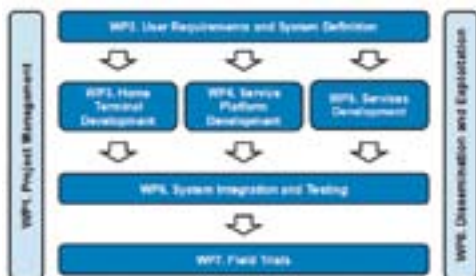 WP1. Project Management
WP2. User Requirements and System Definition
WP3. Home
Terminal
Development
WP4. Service
Platform
Development
WP5. Services
Development
WP6. System Integration and Testing
WP7. Field Trials
WP8. Dissemination and Exploitation